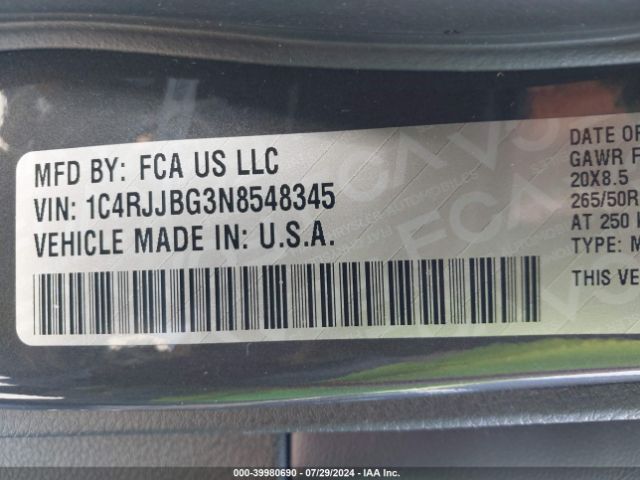 MFD BY: FCA US LLC
VIN: 1C4RJJBG3N8548345
VEHICLE MADE IN: U.S.A.
DATE OF
GAWR F
20X8.5
265/50R
AT 250
TYPE: M
THIS VE
000-39980690 07/29/2024 - IAA Inc.